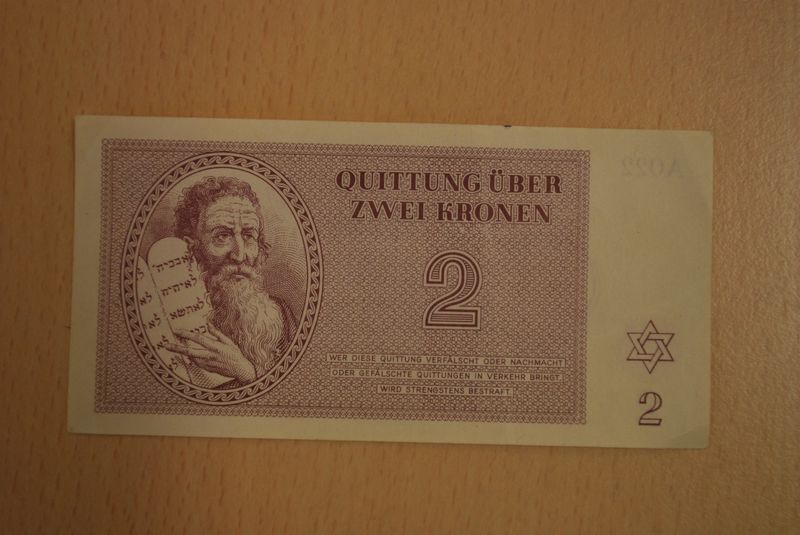 QUITTUNG ÜBER
ZWEI KRONEN
2
WER DIESE QUITTUNG VERFÄLSCHT ODER NACHMACHT
ODER GEFÄLSCHTE QUITTUNGEN IN VERKEHR BRINGT,
WIRD STRENGSTENS BESTRAFT.
2
A022